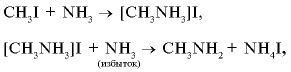 CH₃I + NH₃ → [CH₃NH₃]I,
[CH₃NH₃]I + NH₃ → CH₃NH₂ + NH₄I,
(избыток)